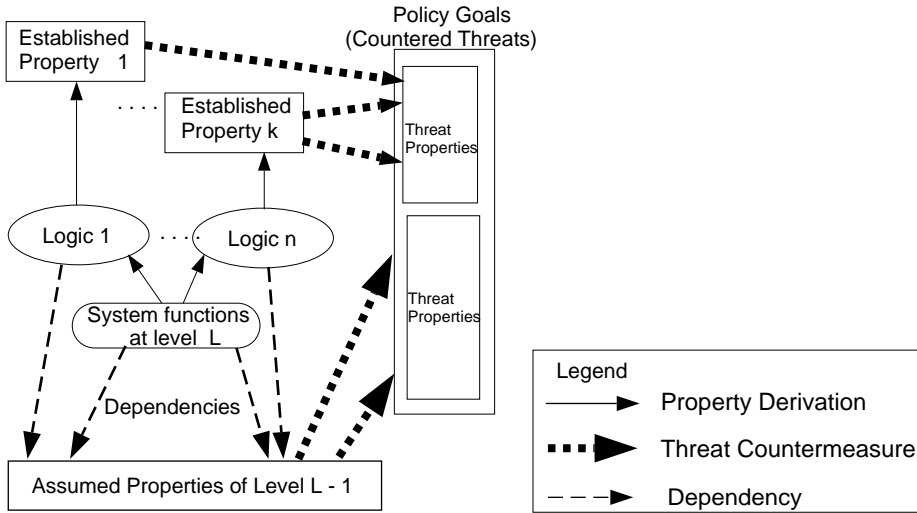 Policy Goals
(Countered Threats)
Established
Property 1
. . . .
Established
Property k
Threat
Properties
Logic 1
. . . .
Logic n
System functions
at level L
Threat
Properties
Dependencies
Assumed Properties of Level L - 1
Legend
Property Derivation
Threat Countermeasure
Dependency